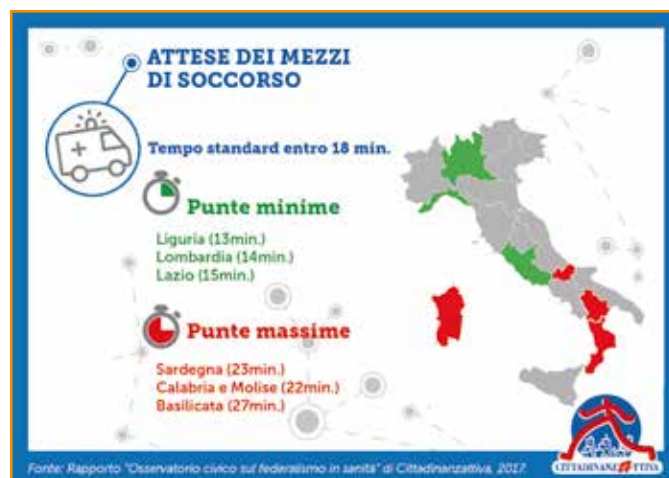 ATTESE DEI MEZZI
DI SOCCORSO
Tempo standard entro 18 min.
Punte minime
Liguria (13min.)
Lombardia (14min.)
Lazio (15min.)
Punte massime
Sardegna (23min.)
Calabria e Molise (22min.)
Basilicata (27min.)
Fonte: Rapporto "Osservatorio civico sul federalismo in sanità" di Cittadinanzattiva, 2017.
CITTADINANZATTIVA